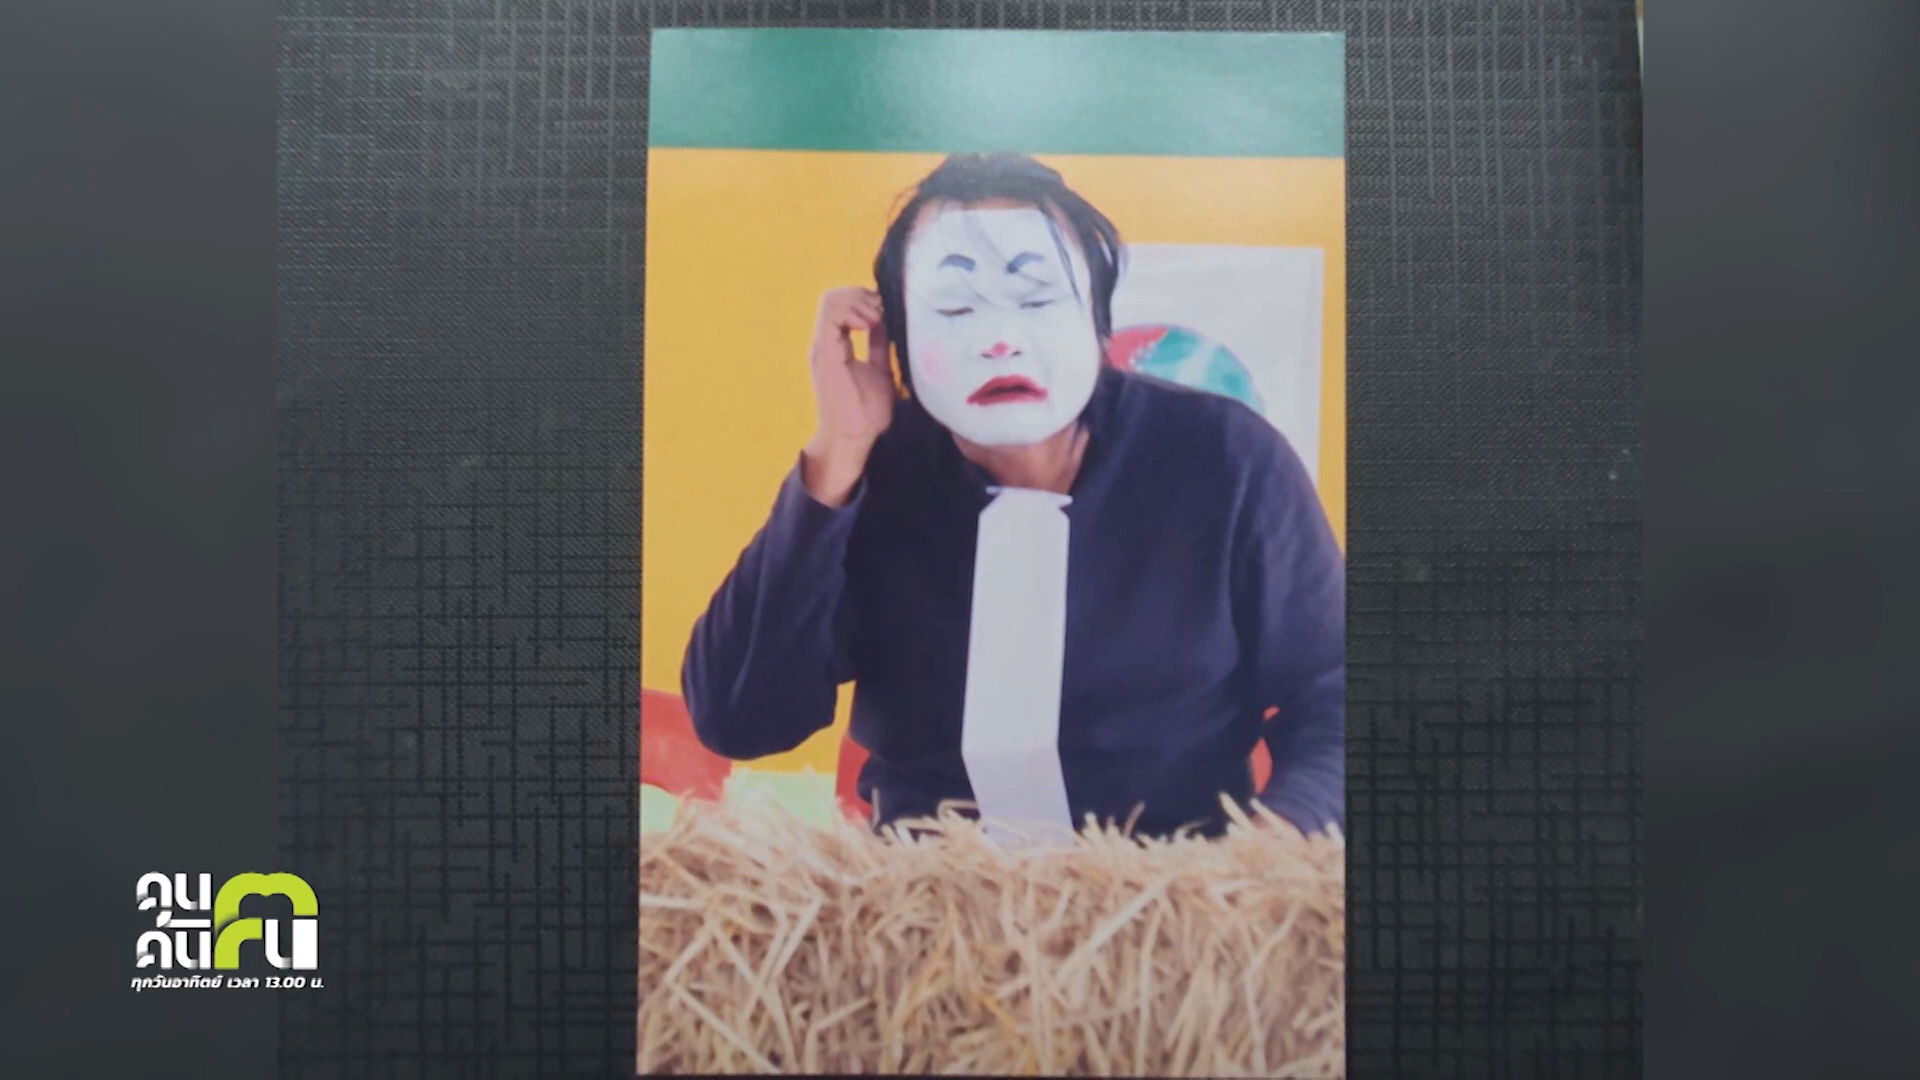 คุน
คุ้น
คน
ทุกวันอาทิตย์ เวลา 13.00 น.